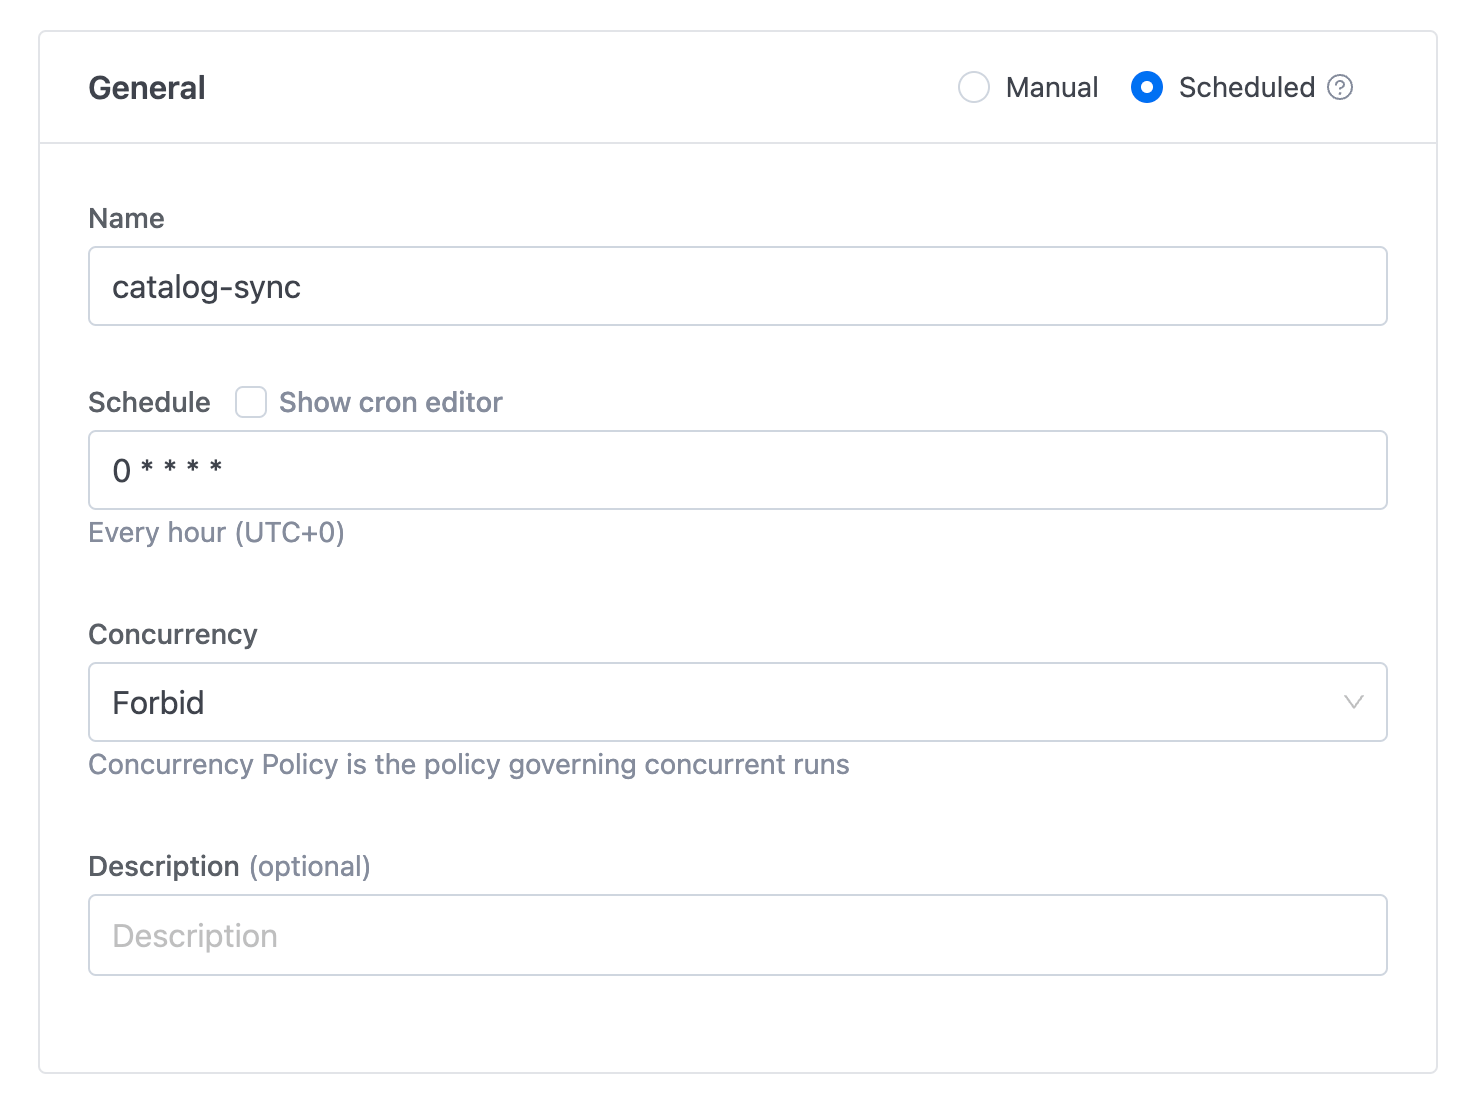 General
Manual
Scheduled
Name
catalog-sync
Schedule
Show cron editor
0 * * * *
Every hour (UTC+0)
Concurrency
Forbid
Concurrency Policy is the policy governing concurrent runs
Description (optional)
Description